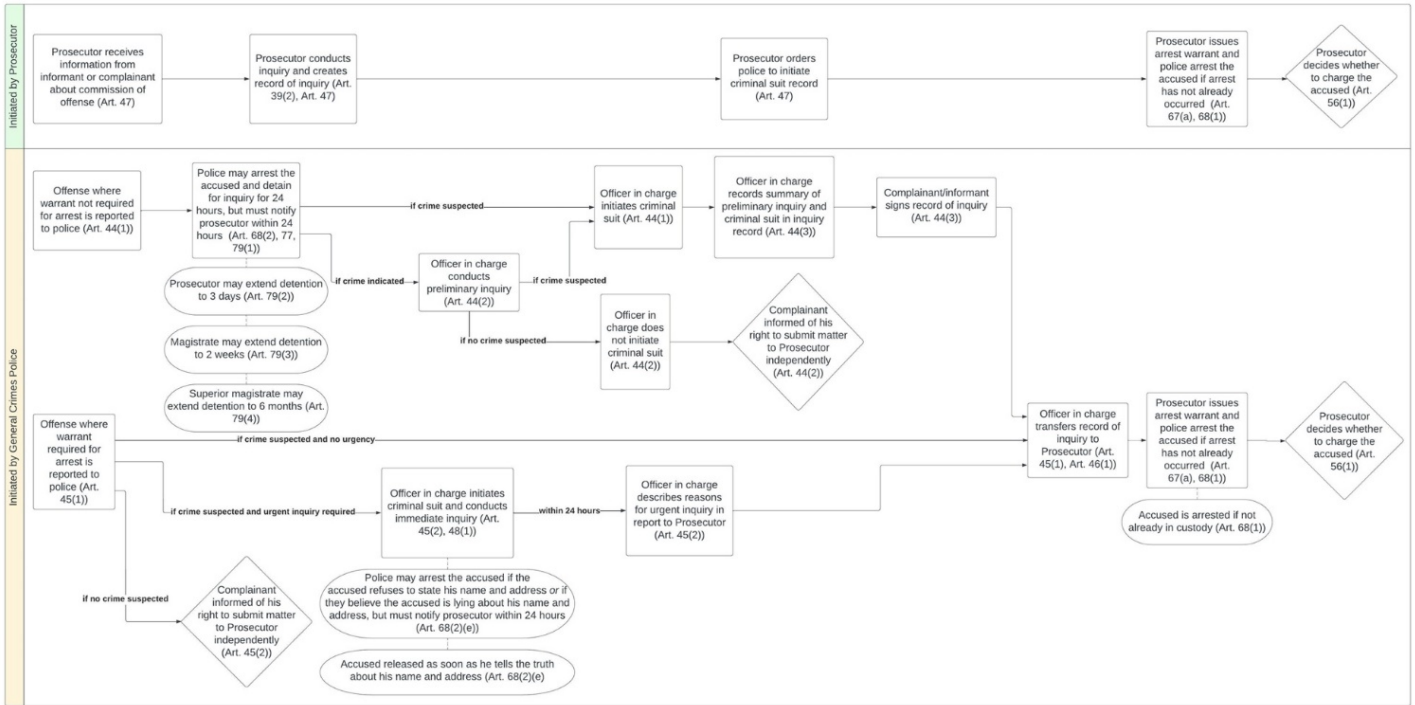 Initiated by Prosecutor
Prosecutor receives
information from
informant or complainant
about commission of
offense (Art. 47)
Prosecutor conducts
inquiry and creates
record of inquiry (Art.
39(2), Art. 47)
Prosecutor orders
police to initiate
criminal suit record
(Art. 47)
Prosecutor issues
arrest warrant and
police arrest the
accused if arrest
has not already
occurred (Art.
67(a), 68(1))
Prosecutor
decides whether
to charge the
accused (Art.
56(1))
Initiated by General Crimes Police
Offense where
warrant not required
for arrest is reported
to police (Art. 44(1))
Police may arrest the
accused and detain
for inquiry for 24
hours, but must notify
prosecutor within 24
hours (Art. 68(2), 77,
79(1))
Prosecutor may extend detention
to 3 days (Art. 79(2))
Magistrate may extend detention
to 2 weeks (Art. 79(3))
Superior magistrate may
extend detention to 6 months (Art.
79(4))
if crime suspected
if crime indicated
Officer in charge
conducts
preliminary inquiry
(Art. 44(2))
if crime suspected
if no crime suspected
Officer in charge
initiates criminal
suit (Art. 44(1))
Officer in charge
records summary of
preliminary inquiry and
criminal suit in inquiry
record (Art. 44(3))
Complainant/informant
signs record of inquiry
(Art. 44(3))
Officer in
charge does
not initiate
criminal suit
(Art. 44(2))
Complainant
informed of his
right to submit matter
to Prosecutor
independently
(Art. 44(2))
Offense where
warrant
required for
arrest is
reported to
police (Art.
45(1))
if crime suspected and no urgency
if crime suspected and urgent inquiry required
if no crime suspected
Complainant
informed of his
right to submit matter
to Prosecutor
independently
(Art. 45(2))
Officer in charge initiates
criminal suit and conducts
immediate inquiry (Art.
45(2), 48(1))
Police may arrest the accused if the
accused refuses to state his name and address or if
they believe the accused is lying about his name and
address, but must notify prosecutor within 24 hours
(Art. 68(2)(e))
Accused released as soon as he tells the truth
about his name and address (Art. 68(2)(e)
within 24 hours
Officer in charge
describes reasons
for urgent inquiry in
report to Prosecutor
(Art. 45(2))
Officer in charge
transfers record of
inquiry to
Prosecutor (Art.
45(1), Art. 46(1))
Prosecutor issues
arrest warrant and
police arrest the
accused if arrest
has not already
occurred (Art.
67(a), 68(1))
Accused is arrested if not
already in custody (Art. 68(1))
Prosecutor
decides whether
to charge the
accused (Art.
56(1))